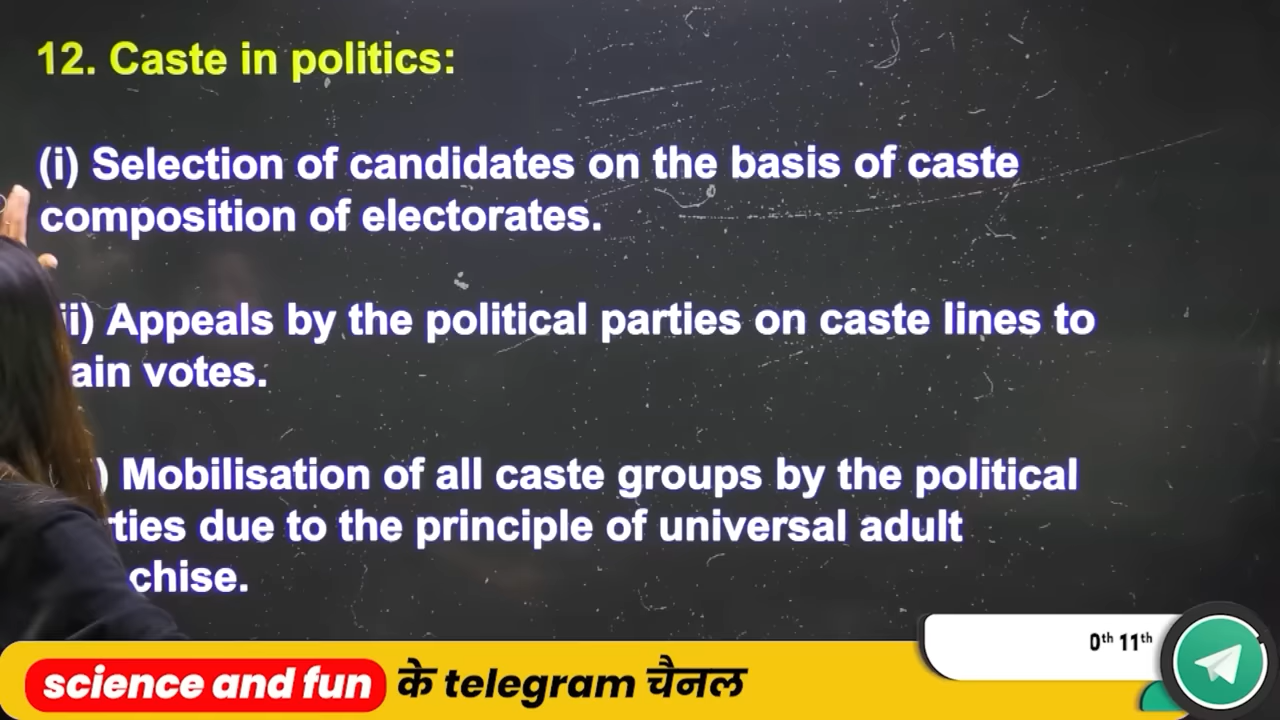 12. Caste in politics:
(i) Selection of candidates on the basis of caste
composition of electorates.
ii) Appeals by the political parties on caste lines to
ain votes.
) Mobilisation of all caste groups by the political
ties due to the principle of universal adult
chise.
0th 11th
science and fun के telegram चैनल